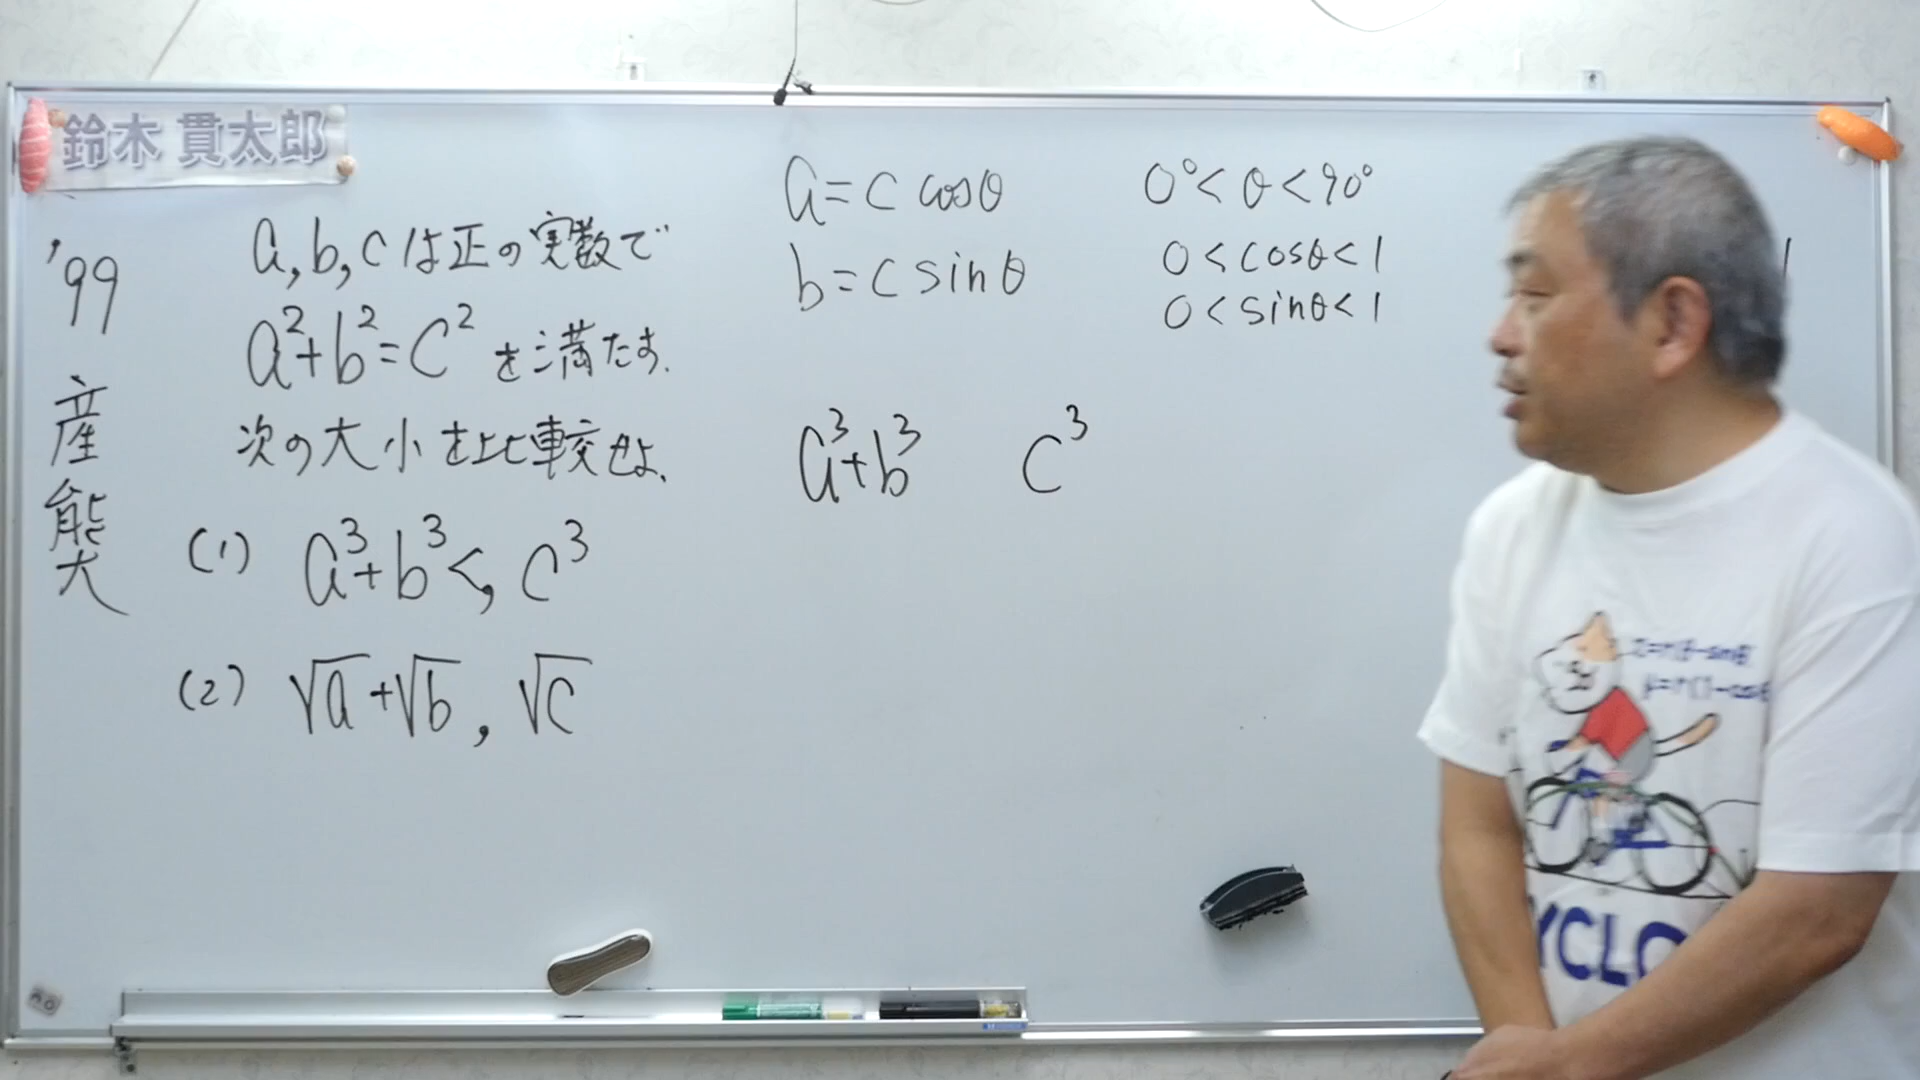 鈴木 貫太郎
'99 産能大
a, b, c は正の実数で
a²+b²=c² を満たす.
次の大小を比較せよ.
(1) a³+b³<, c³
(2) √a+√b, √c
a=c cosθ
b=c sinθ
0°<θ<90°
0<cosθ<1
0<sinθ<1
a³+b³ c³